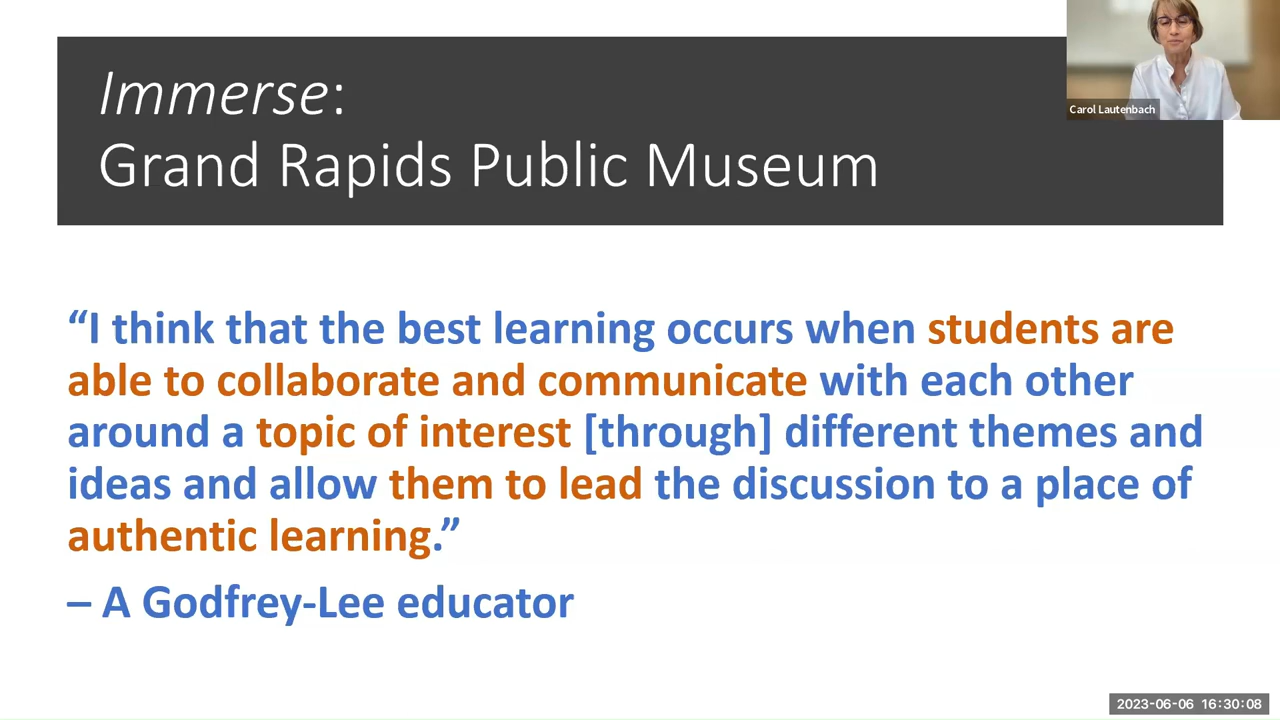 Immerse:
Grand Rapids Public Museum
Carol Lautenbach
“I think that the best learning occurs when students are
able to collaborate and communicate with each other
around a topic of interest [through] different themes and
ideas and allow them to lead the discussion to a place of
authentic learning.”
– A Godfrey-Lee educator
2023-06-06 16:30:08